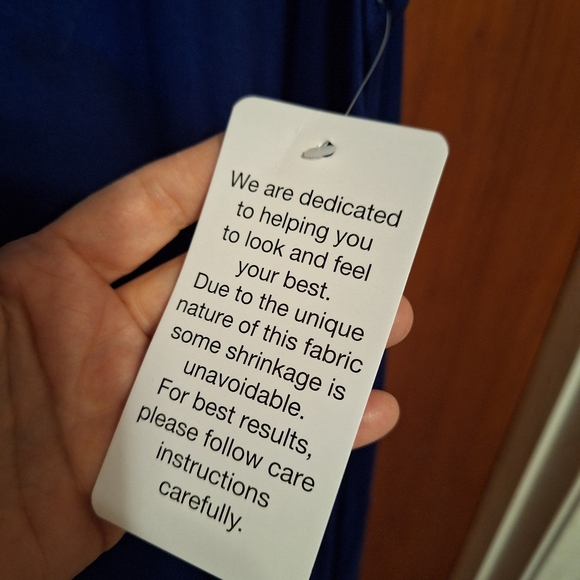 We are dedicated
to helping you
to look and feel
your best.
Due to the unique
nature of this fabric
some shrinkage is
unavoidable.
For best results,
please follow care
instructions
carefully.